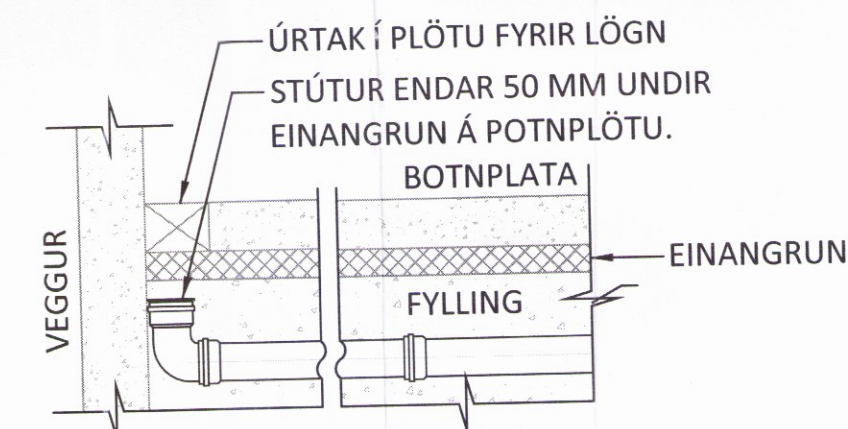 ÚRTAK Í PLÖTU FYRIR LÖGN
STÚTUR ENDAR 50 MM UNDIR
EINANGRUN Á POTNPLÖTU.
BOTNPLATA
EINANGRUN
VEGGUR
FYLLING